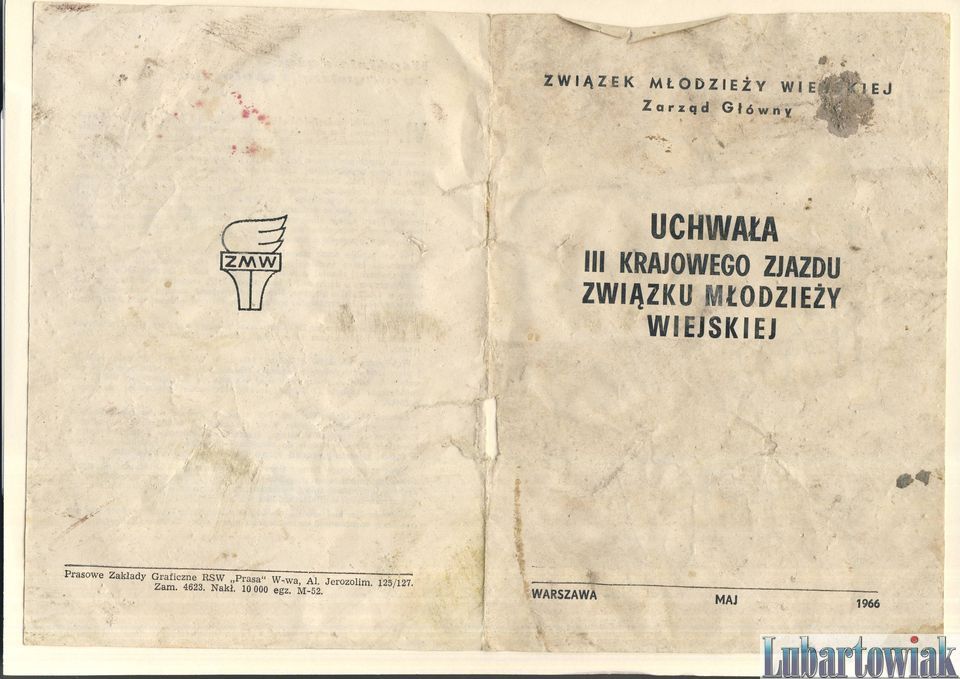 ZMW
Prasowe Zakłady Graficzne RSW „Prasa" W-wa, Al. Jerozolim. 125/127.
Zam. 4623. Nakł. 10 000 egz. M-52.
ZWIĄZEK MŁODZIEŻY WIEJSKIEJ
Zarząd Główny
UCHWAŁA
III KRAJOWEGO ZJAZDU
ZWIĄZKU MŁODZIEŻY
WIEJSKIEJ
WARSZAWA MAJ 1966
Lubartowiak